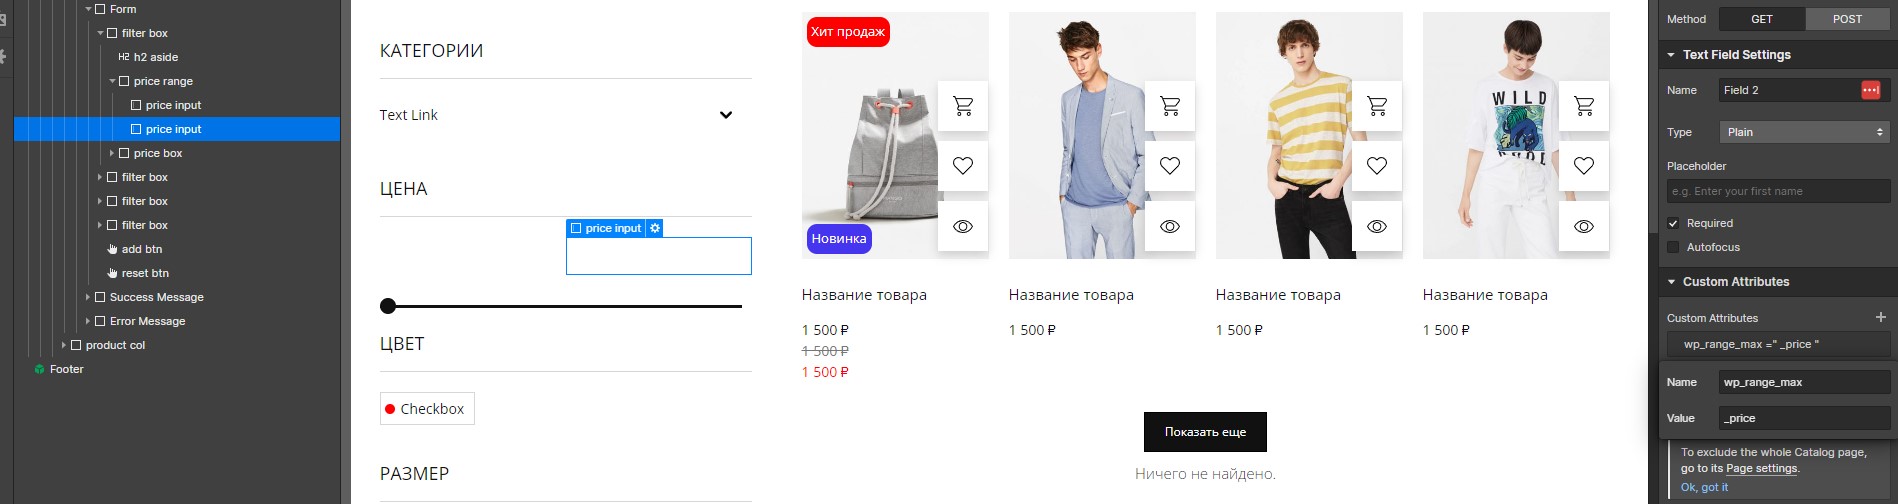 Form
filter box
H2 h2 aside
price range
price input
price input
price box
filter box
filter box
filter box
add btn
reset btn
Success Message
Error Message
product col
Footer
КАТЕГОРИИ
Text Link
ЦЕНА
price input
ЦВЕТ
Checkbox
РАЗМЕР
Хит продаж
Новинка
WILD
Название товара
1 500 ₽
1 500 ₽
1 500 ₽
Название товара
1 500 ₽
Название товара
1 500 ₽
Название товара
1 500 ₽
Показать еще
Ничего не найдено.
Method GET POST
Text Field Settings
Name Field 2
Type Plain
Placeholder
e.g. Enter your first name
Required
Autofocus
Custom Attributes
Custom Attributes
wp_range_max =" _price "
Name wp_range_max
Value _price
To exclude the whole Catalog page,
go to its Page settings.
Ok, got it